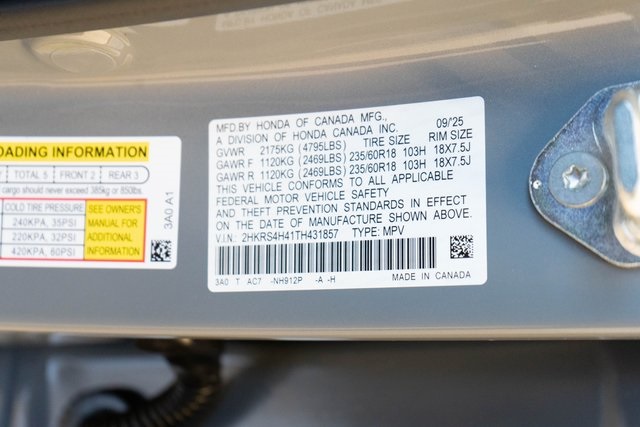 OADING INFORMATION
TOTAL 5 FRONT 2 REAR 3
cargo should never exceed 385kg or 850lbs.
COLD TIRE PRESSURE
240KPA, 35PSI
220KPA, 32PSI
420KPA, 60PSI
SEE OWNER'S
MANUAL FOR
ADDITIONAL
INFORMATION
3A0 A1
MFD.BY HONDA OF CANADA MFG., 09/25
A DIVISION OF HONDA CANADA INC.
GVWR 2175KG (4795LBS) TIRE SIZE RIM SIZE
GAWR F 1120KG (2469LBS) 235/60R18 103H 18X7.5J
GAWR R 1120KG (2469LBS) 235/60R18 103H 18X7.5J
THIS VEHICLE CONFORMS TO ALL APPLICABLE
FEDERAL MOTOR VEHICLE SAFETY
AND THEFT PREVENTION STANDARDS IN EFFECT
ON THE DATE OF MANUFACTURE SHOWN ABOVE.
V.I.N.: 2HKRS4H41TH431857 TYPE: MPV
3A0 T AC7 -NH912P -A -H MADE IN CANADA